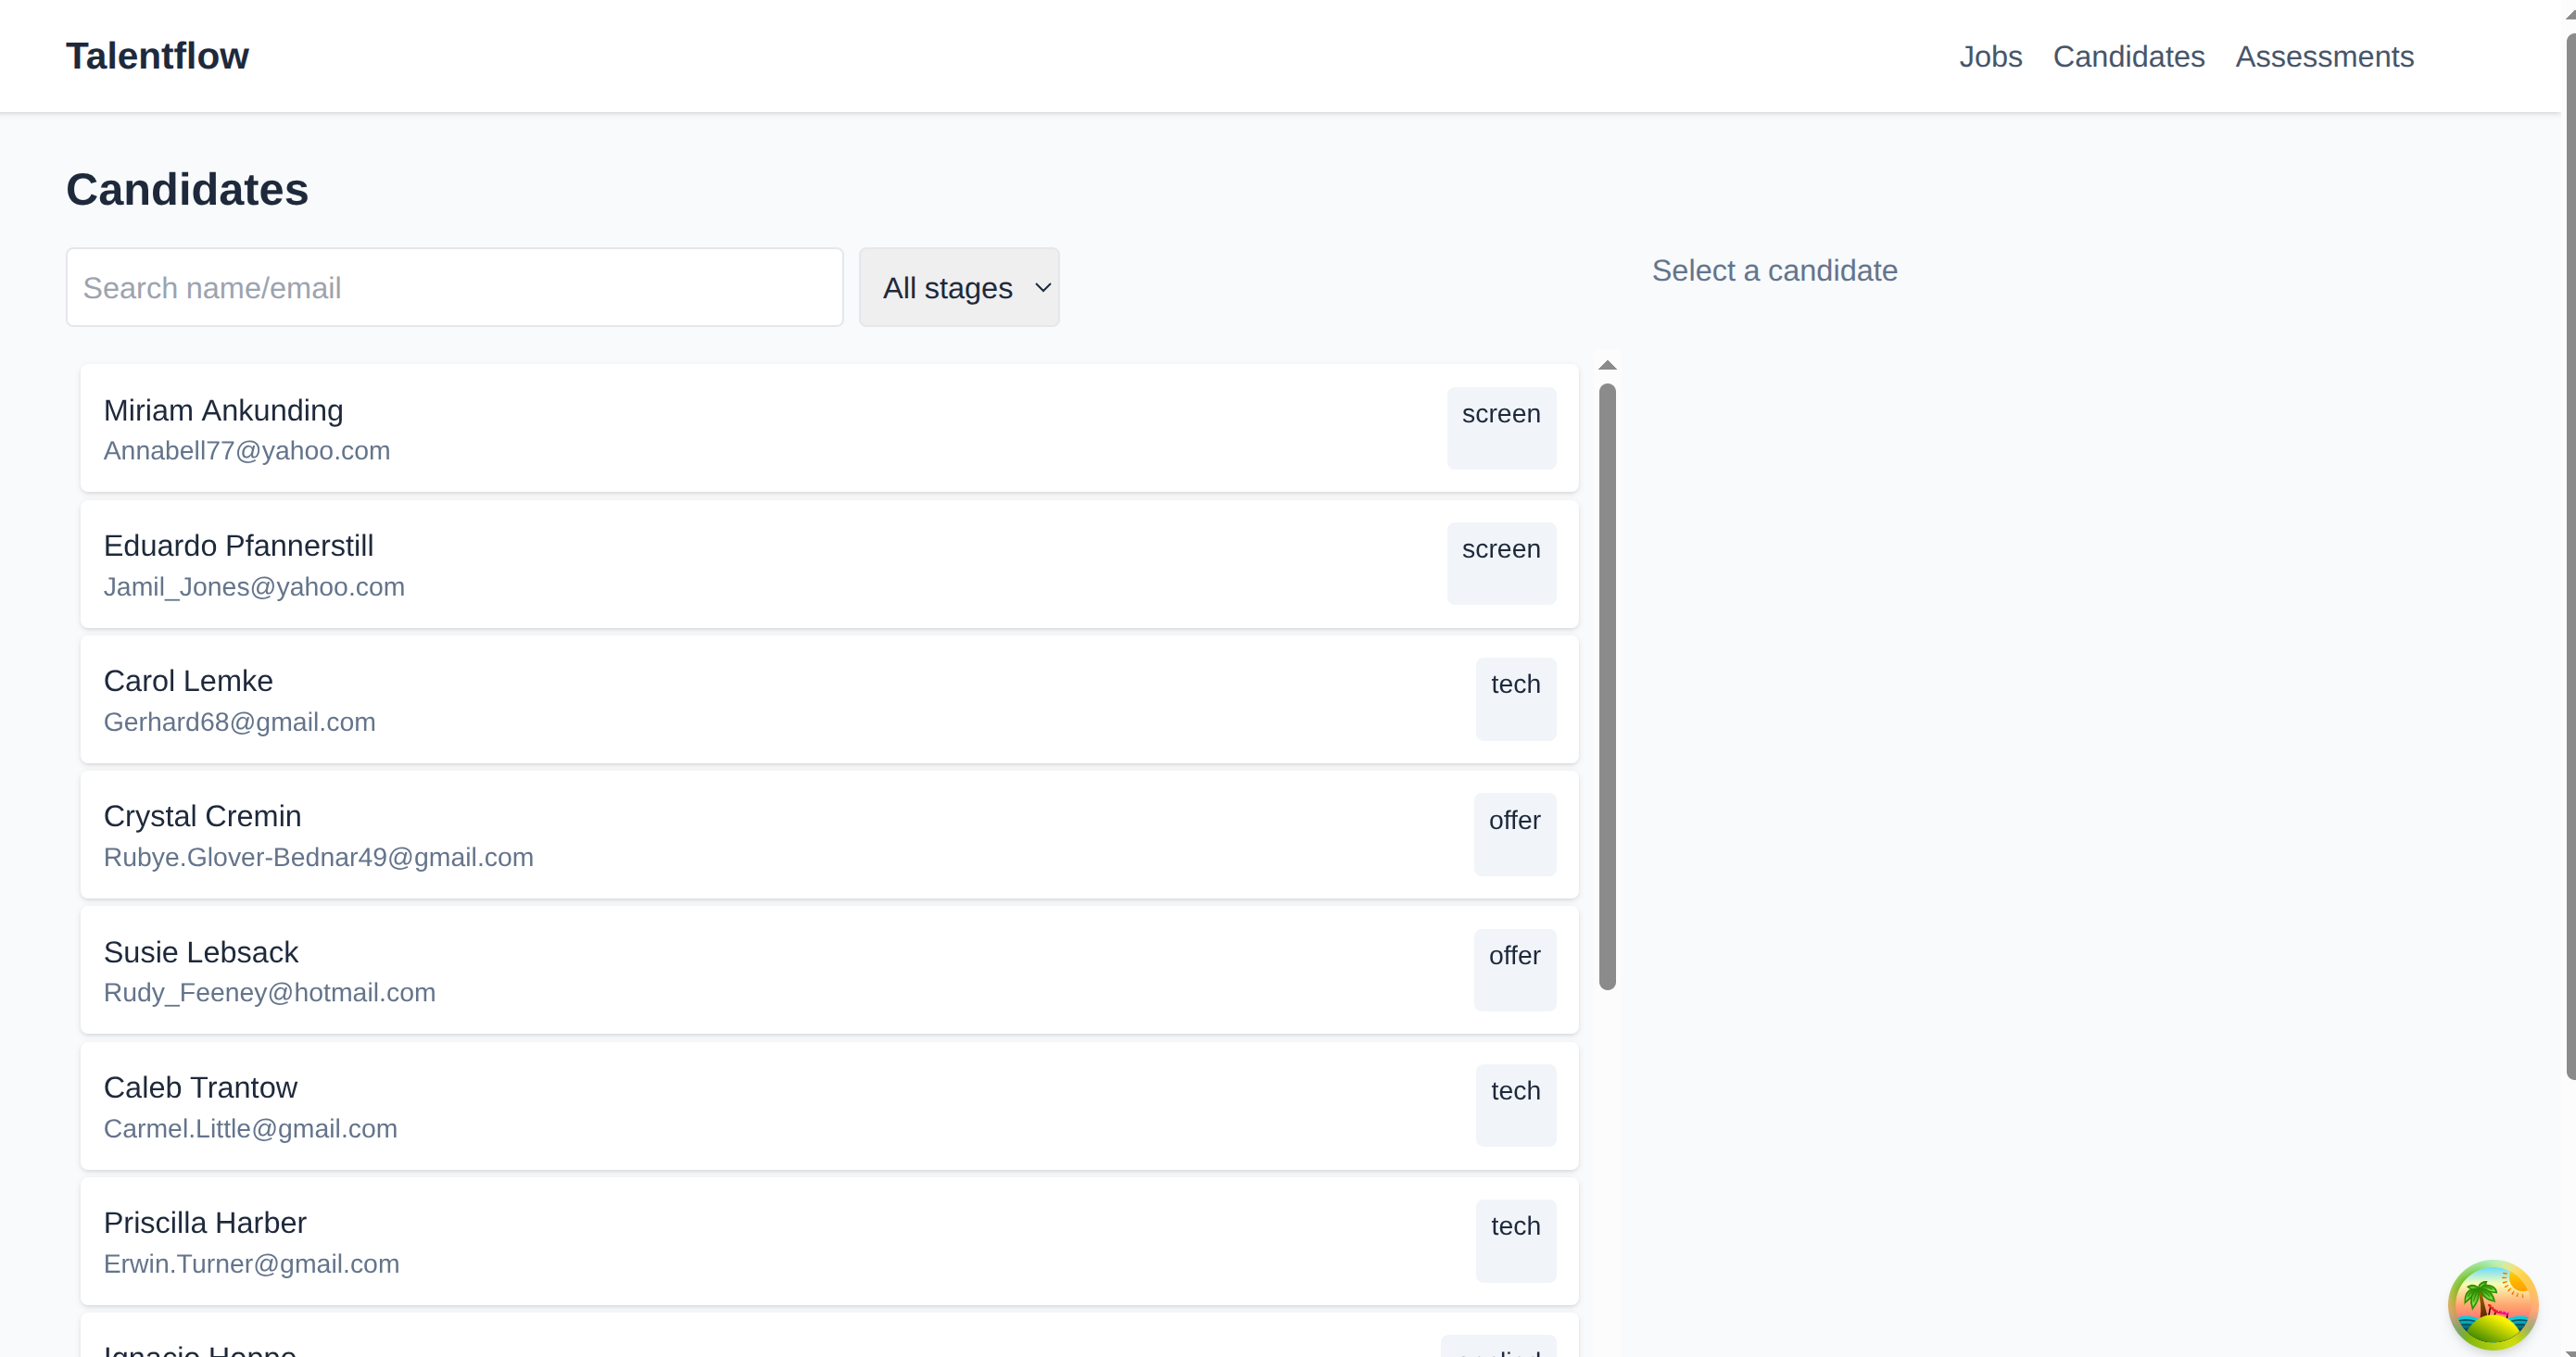 Talentflow
Jobs Candidates Assessments
Candidates
Search name/email
All stages
Select a candidate
Miriam Ankunding
Annabell77@yahoo.com
screen
Eduardo Pfannerstill
Jamil_Jones@yahoo.com
screen
Carol Lemke
Gerhard68@gmail.com
tech
Crystal Cremin
Rubye.Glover-Bednar49@gmail.com
offer
Susie Lebsack
Rudy_Feeney@hotmail.com
offer
Caleb Trantow
Carmel.Little@gmail.com
tech
Priscilla Harber
Erwin.Turner@gmail.com
tech